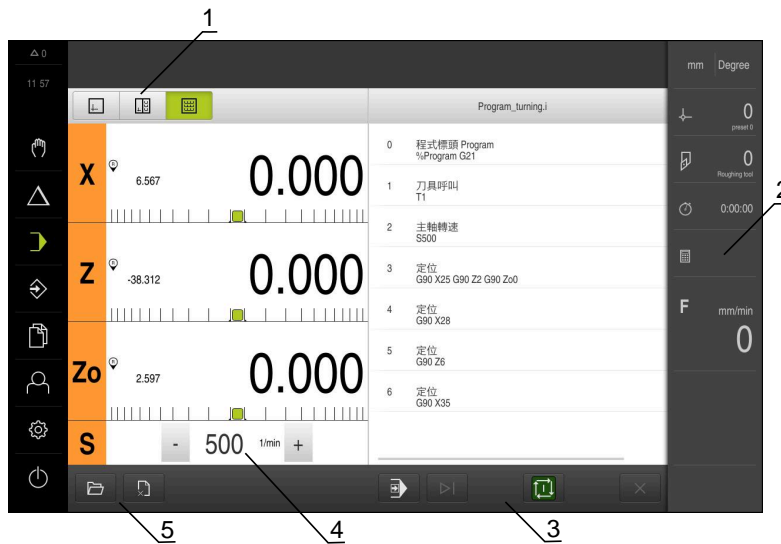 1
△ 0
11 57
mm Degree
Program_turning.i
0
preset 0
0
Roughing tool
2
0:00:00
F mm/min
0
X R 6.567 0.000
Z R -38.312 0.000
Zo R 2.597 0.000
S - 500 1/min +
0 程式標頭 Program
%Program G21
1 刀具呼叫
T1
2 主軸轉速
S500
3 定位
G90 X25 G90 Z2 G90 Zo0
4 定位
G90 X28
5 定位
G90 Z6
6 定位
G90 X35
5
4
3